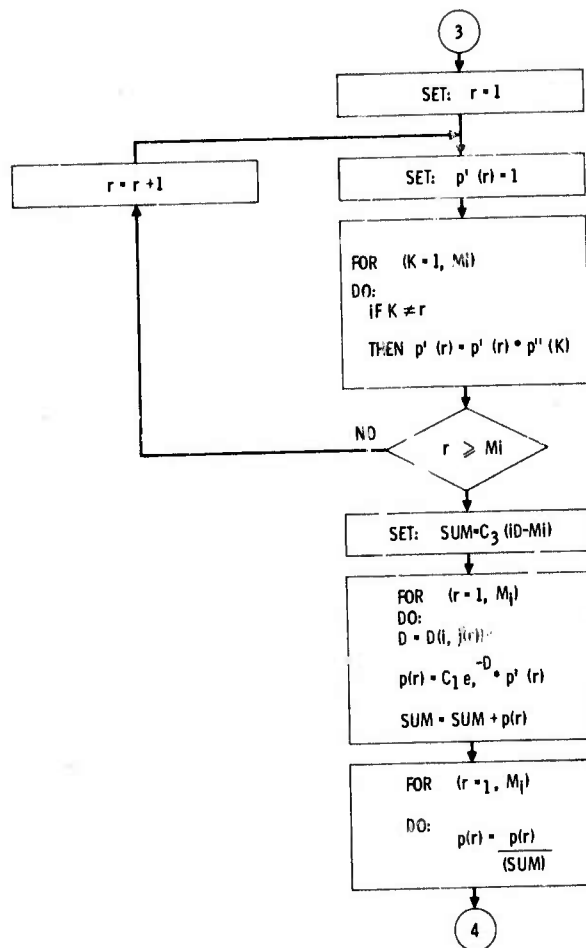 3
SET: r = 1
r = r +1
SET: p' (r) = 1
FOR (K = 1, Mi)
DO:
IF K ≠ r
THEN p' (r) = p' (r) * p'' (K)
NO
r ⩾ Mi
SET: SUM=C₃ (iD-Mi)
FOR (r = 1, Mᵢ)
DO:
D = D(i, j(r))
p(r) = C₁ e,⁻ᴰ * p' (r)
SUM = SUM + p(r)
FOR (r = 1, Mᵢ)
DO:
p(r) = p(r)
(SUM)
4